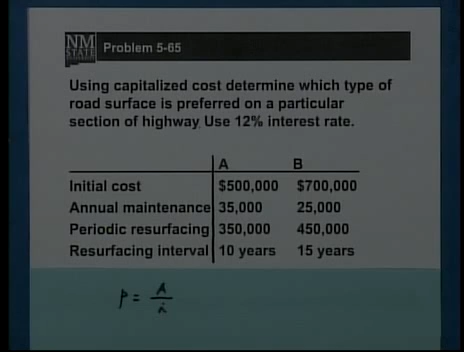 NM
STATE
Problem 5-65
Using capitalized cost determine which type of
road surface is preferred on a particular
section of highway. Use 12% interest rate.
A B
Initial cost $500,000 $700,000
Annual maintenance 35,000 25,000
Periodic resurfacing 350,000 450,000
Resurfacing interval 10 years 15 years
P = A
i